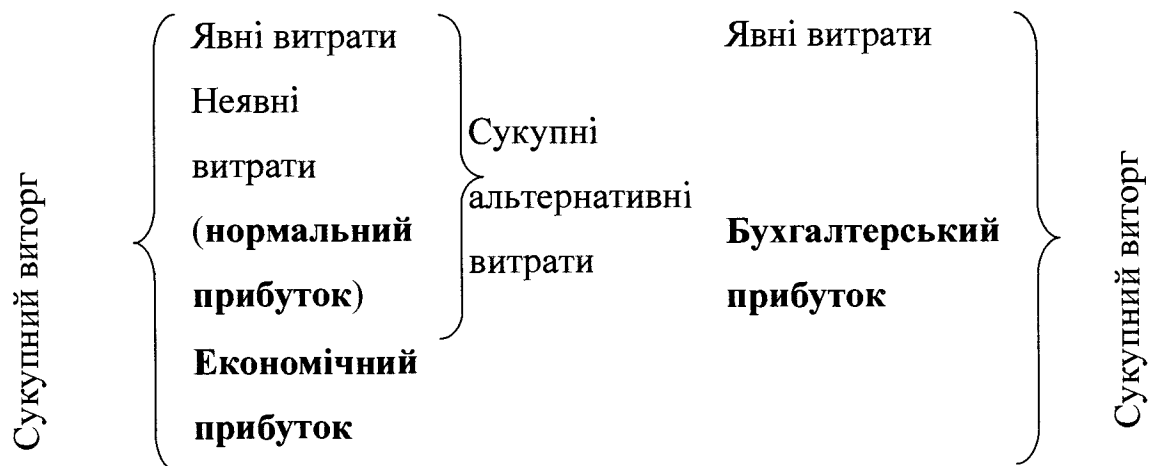 Сукупний виторг
Явні витрати
Неявні
витрати
(нормальний
прибуток)
Економічний
прибуток
Сукупні
альтернативні
витрати
Явні витрати
Бухгалтерський
прибуток
Сукупний виторг